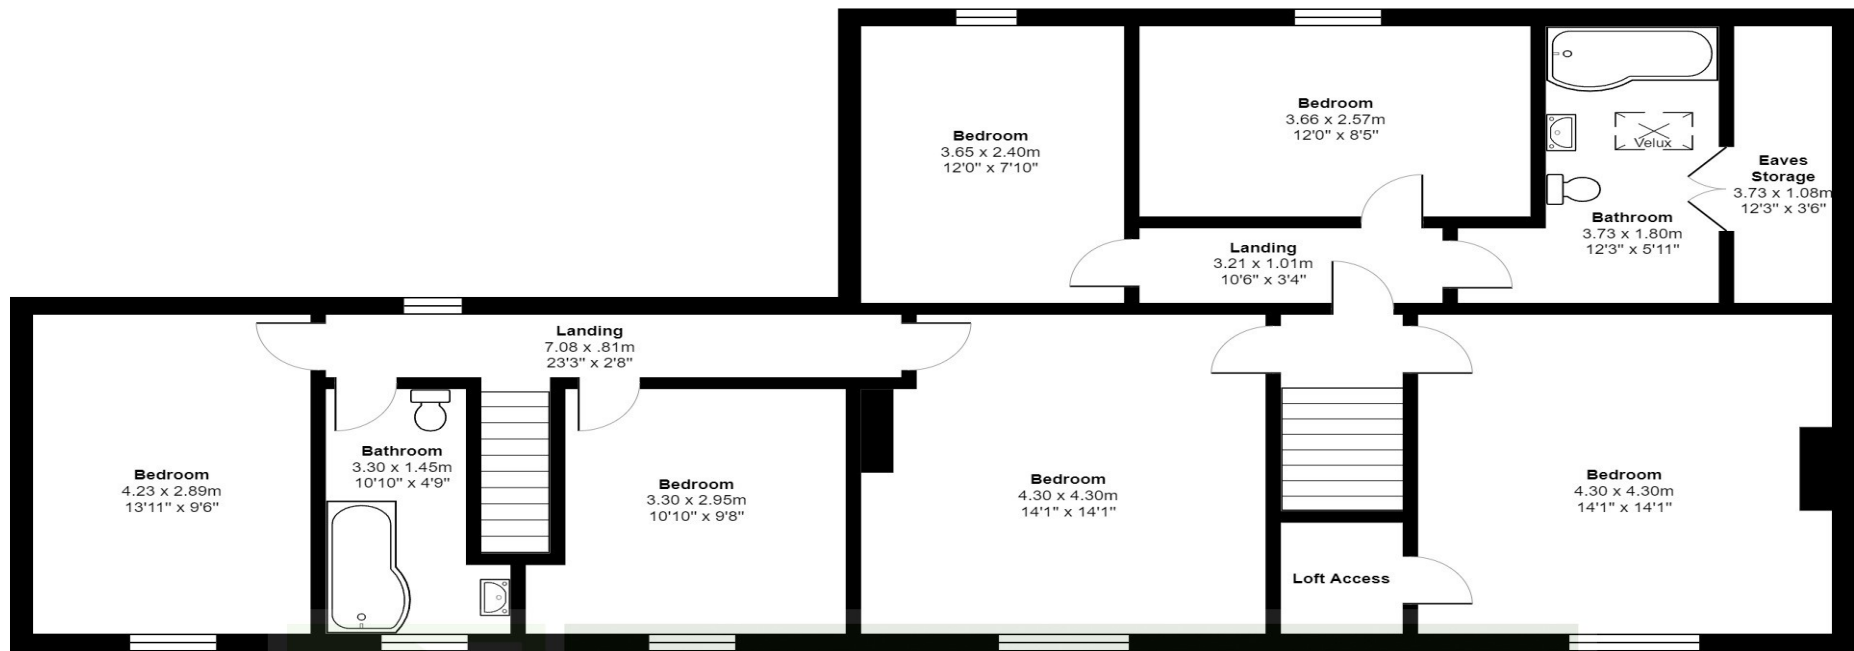 Bedroom
3.65 x 2.40m
12'0" x 7'10"
Bedroom
3.66 x 2.57m
12'0" x 8'5"
Velux
Bathroom
3.73 x 1.80m
12'3" x 5'11"
Eaves
Storage
3.73 x 1.08m
12'3" x 3'6"
Landing
3.21 x 1.01m
10'6" x 3'4"
Landing
7.08 x .81m
23'3" x 2'8"
Bedroom
4.23 x 2.89m
13'11" x 9'6"
Bathroom
3.30 x 1.45m
10'10" x 4'9"
Bedroom
3.30 x 2.95m
10'10" x 9'8"
Bedroom
4.30 x 4.30m
14'1" x 14'1"
Loft Access
Bedroom
4.30 x 4.30m
14'1" x 14'1"